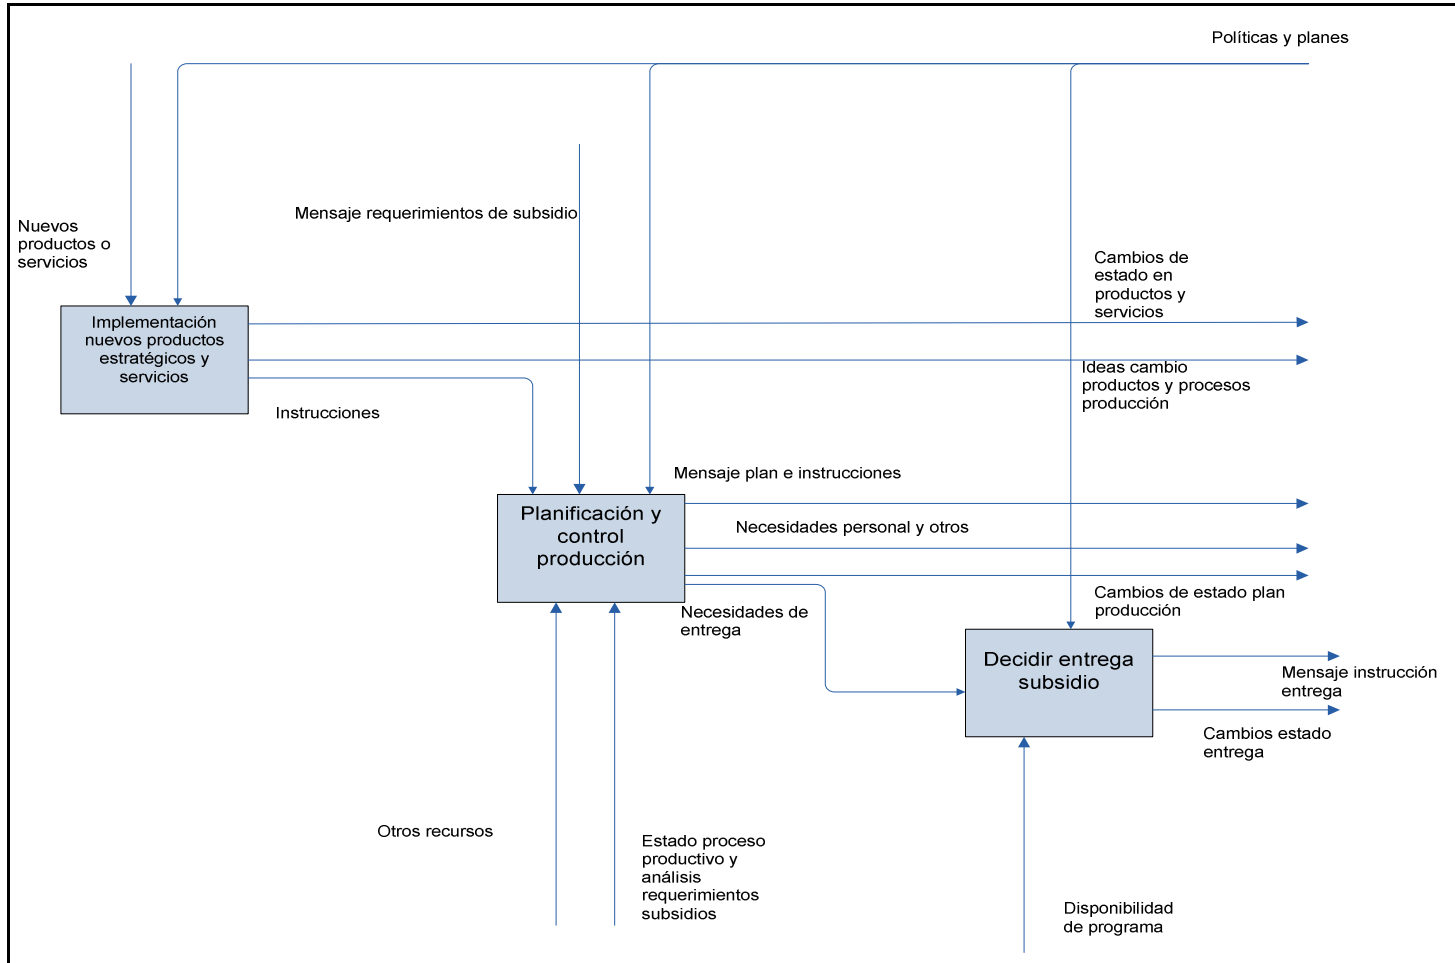 Políticas y planes
Mensaje requerimientos de subsidio
Nuevos
productos o
servicios
Cambios de
estado en
productos y
servicios
Implementación
nuevos productos
estratégicos y
servicios
Ideas cambio
productos y procesos
producción
Instrucciones
Mensaje plan e instrucciones
Planificación y
control
producción
Necesidades personal y otros
Cambios de estado plan
producción
Necesidades de
entrega
Decidir entrega
subsidio
Mensaje instrucción
entrega
Cambios estado
entrega
Otros recursos
Estado proceso
productivo y
análisis
requerimientos
subsidios
Disponibilidad
de programa